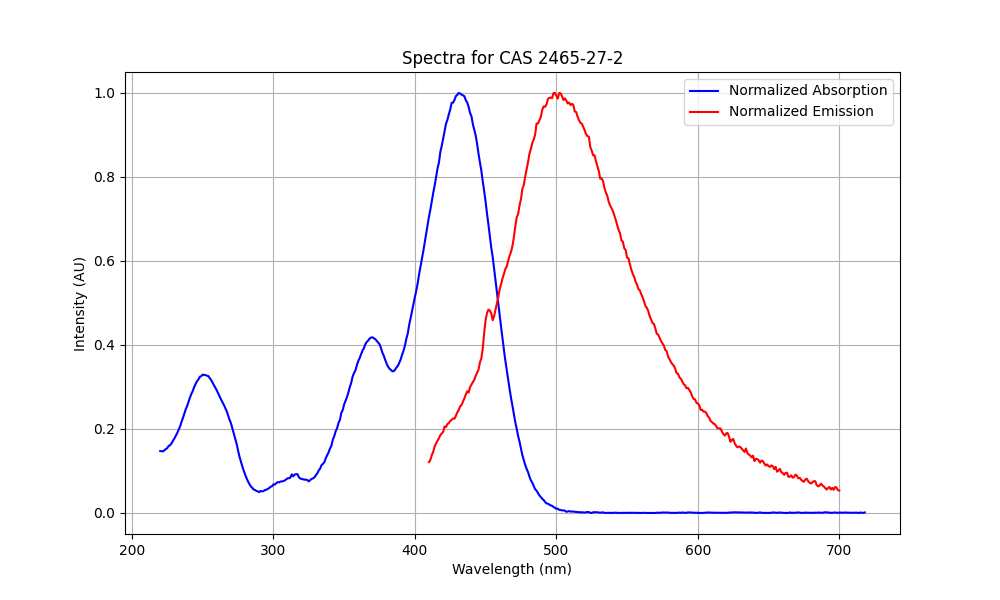 Spectra for CAS 2465-27-2
Normalized Absorption
Normalized Emission
1.0
0.8
0.6
0.4
0.2
0.0
Intensity (AU)
200 300 400 500 600 700
Wavelength (nm)